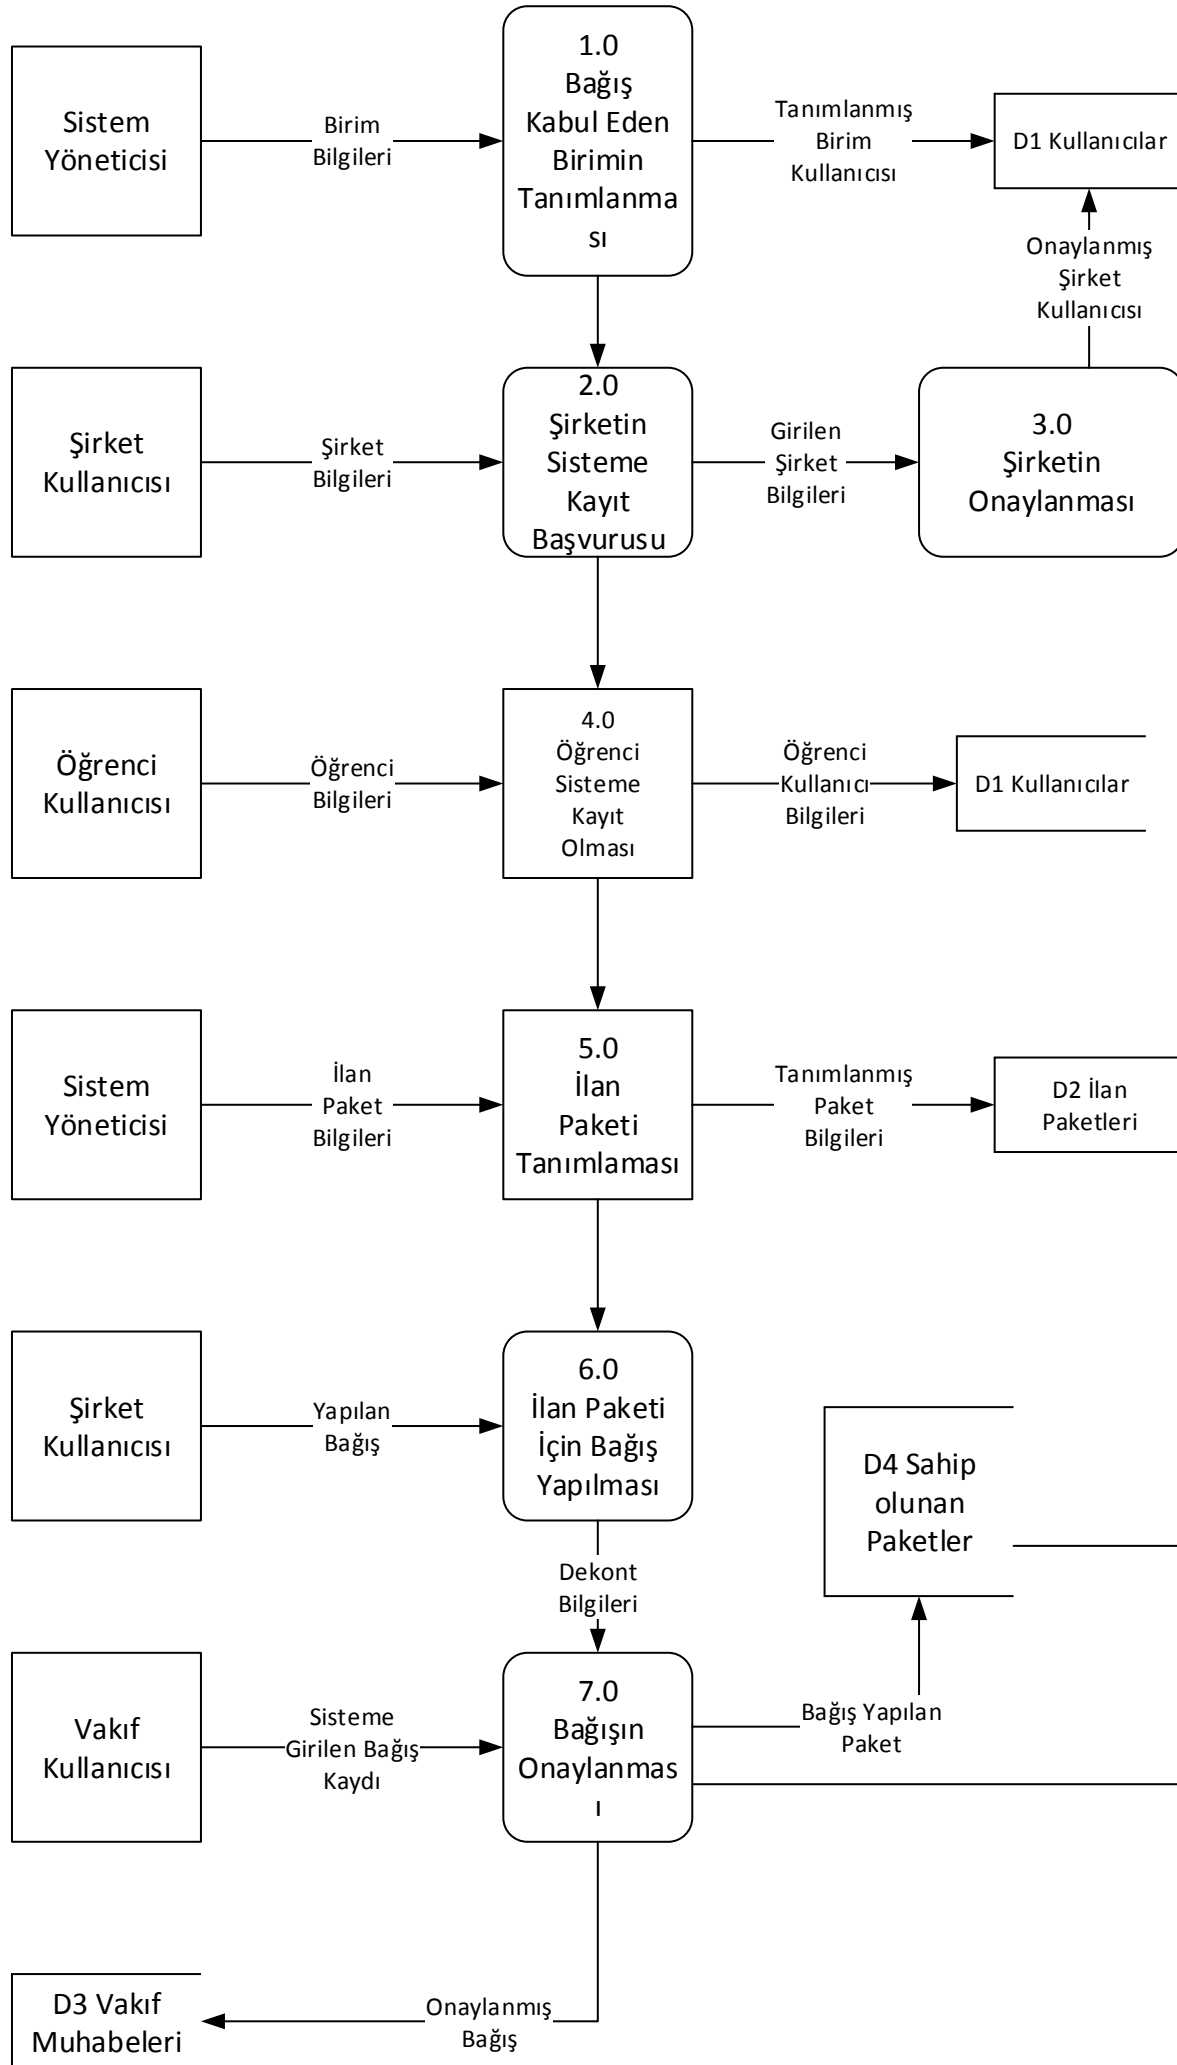 Sistem
Yöneticisi
Birim
Bilgileri
1.0
Bağış
Kabul Eden
Birimin
Tanımlanma
sı
Tanımlanmış
Birim
Kullanıcısı
D1 Kullanıcılar
Onaylanmış
Şirket
Kullanıcısı
Şirket
Kullanıcısı
Şirket
Bilgileri
2.0
Şirketin
Sisteme
Kayıt
Başvurusu
Girilen
Şirket
Bilgileri
3.0
Şirketin
Onaylanması
Öğrenci
Kullanıcısı
Öğrenci
Bilgileri
4.0
Öğrenci
Sisteme
Kayıt
Olması
Öğrenci
Kullanıcı
Bilgileri
D1 Kullanıcılar
Sistem
Yöneticisi
İlan
Paket
Bilgileri
5.0
İlan
Paketi
Tanımlaması
Tanımlanmış
Paket
Bilgileri
D2 İlan
Paketleri
Şirket
Kullanıcısı
Yapılan
Bağış
6.0
İlan Paketi
İçin Bağış
Yapılması
D4 Sahip
olunan
Paketler
Dekont
Bilgileri
Vakıf
Kullanıcısı
Sisteme
Girilen Bağış
Kaydı
7.0
Bağışın
Onaylanmas
ı
Bağış Yapılan
Paket
D3 Vakıf
Muhabeleri
Onaylanmış
Bağış